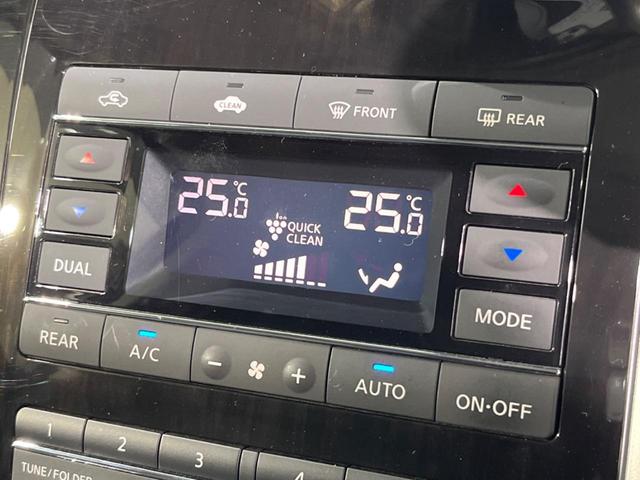 CLEAN
FRONT
REAR
25.0 °C
25.0 °C
ion
QUICK
CLEAN
DUAL
MODE
REAR
A/C
− +
AUTO
ON·OFF
1 2 3 4
TUNE/FOLDER